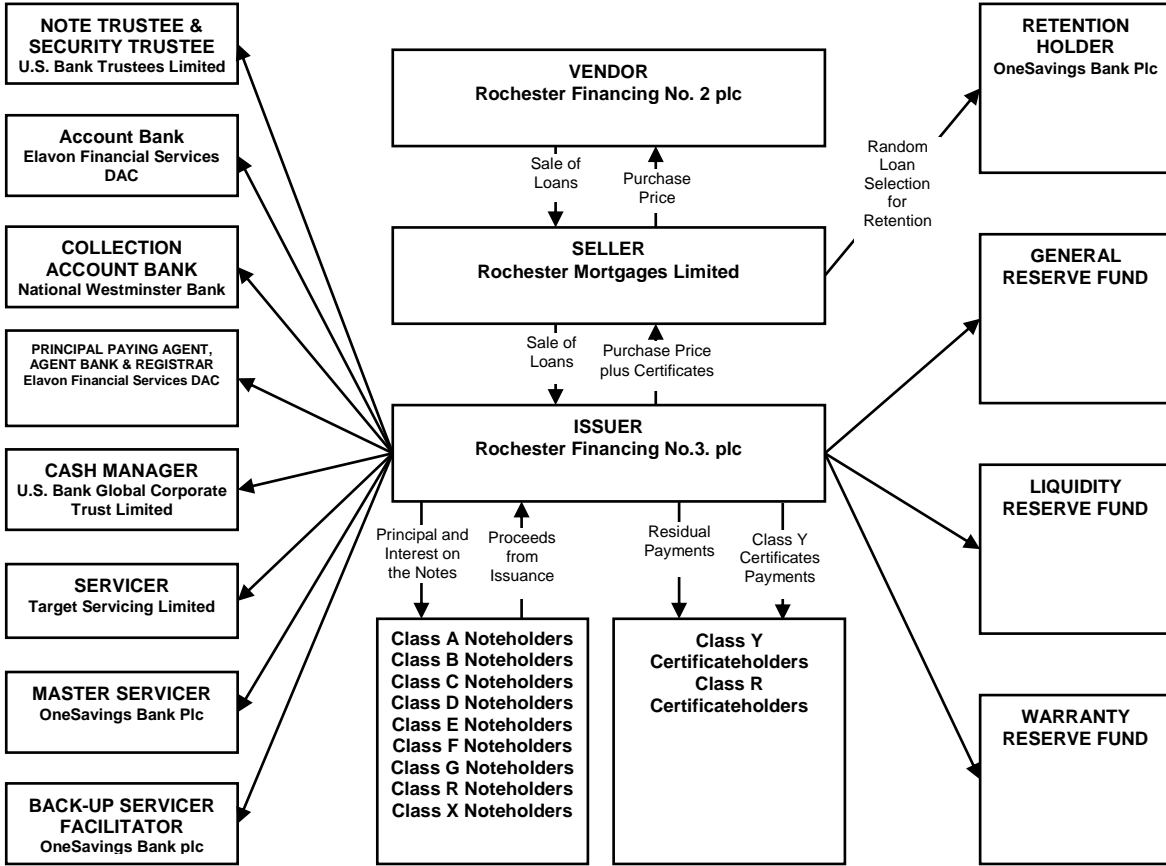 NOTE TRUSTEE &
SECURITY TRUSTEE
U.S. Bank Trustees Limited
Account Bank
Elavon Financial Services
DAC
COLLECTION
ACCOUNT BANK
National Westminster Bank
PRINCIPAL PAYING AGENT,
AGENT BANK & REGISTRAR
Elavon Financial Services DAC
CASH MANAGER
U.S. Bank Global Corporate
Trust Limited
SERVICER
Target Servicing Limited
MASTER SERVICER
OneSavings Bank Plc
BACK-UP SERVICER
FACILITATOR
OneSavings Bank plc
VENDOR
Rochester Financing No. 2 plc
Sale of
Loans
Purchase
Price
SELLER
Rochester Mortgages Limited
Sale of
Loans
Purchase Price
plus Certificates
ISSUER
Rochester Financing No.3. plc
Principal and
Interest on
the Notes
Proceeds
from
Issuance
Residual
Payments
Class Y
Certificates
Payments
Class A Noteholders
Class B Noteholders
Class C Noteholders
Class D Noteholders
Class E Noteholders
Class F Noteholders
Class G Noteholders
Class R Noteholders
Class X Noteholders
Class Y
Certificateholders
Class R
Certificateholders
Random
Loan
Selection
for
Retention
RETENTION
HOLDER
OneSavings Bank Plc
GENERAL
RESERVE FUND
LIQUIDITY
RESERVE FUND
WARRANTY
RESERVE FUND